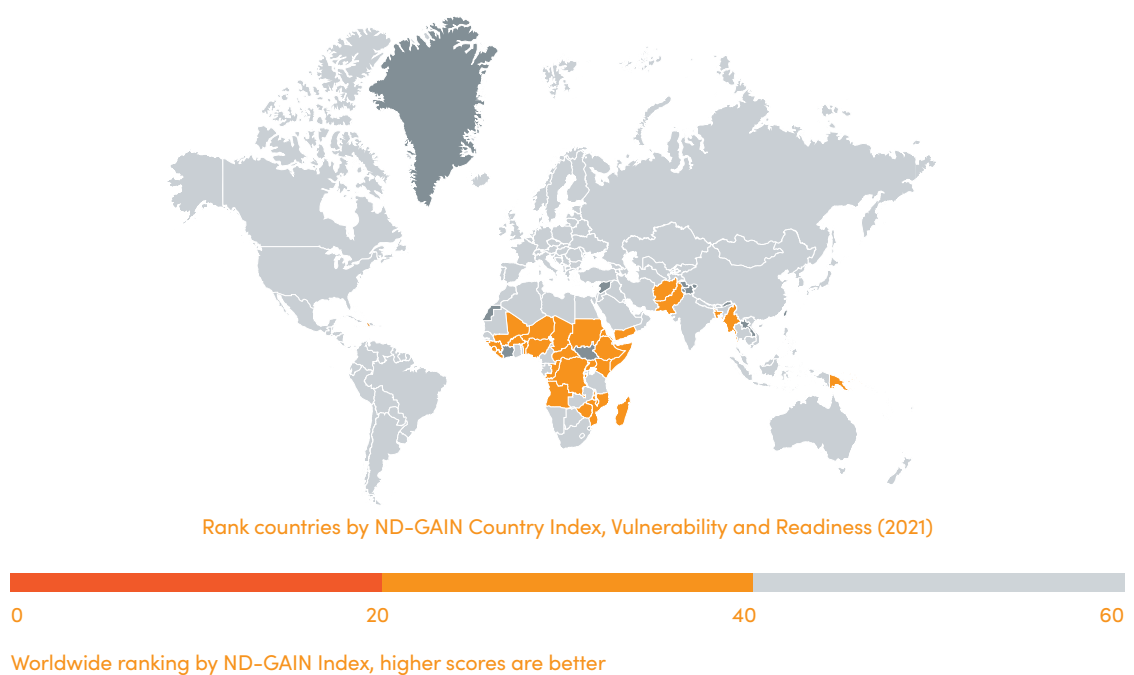 Rank countries by ND-GAIN Country Index, Vulnerability and Readiness (2021)
0 20 40 60
Worldwide ranking by ND-GAIN Index, higher scores are better